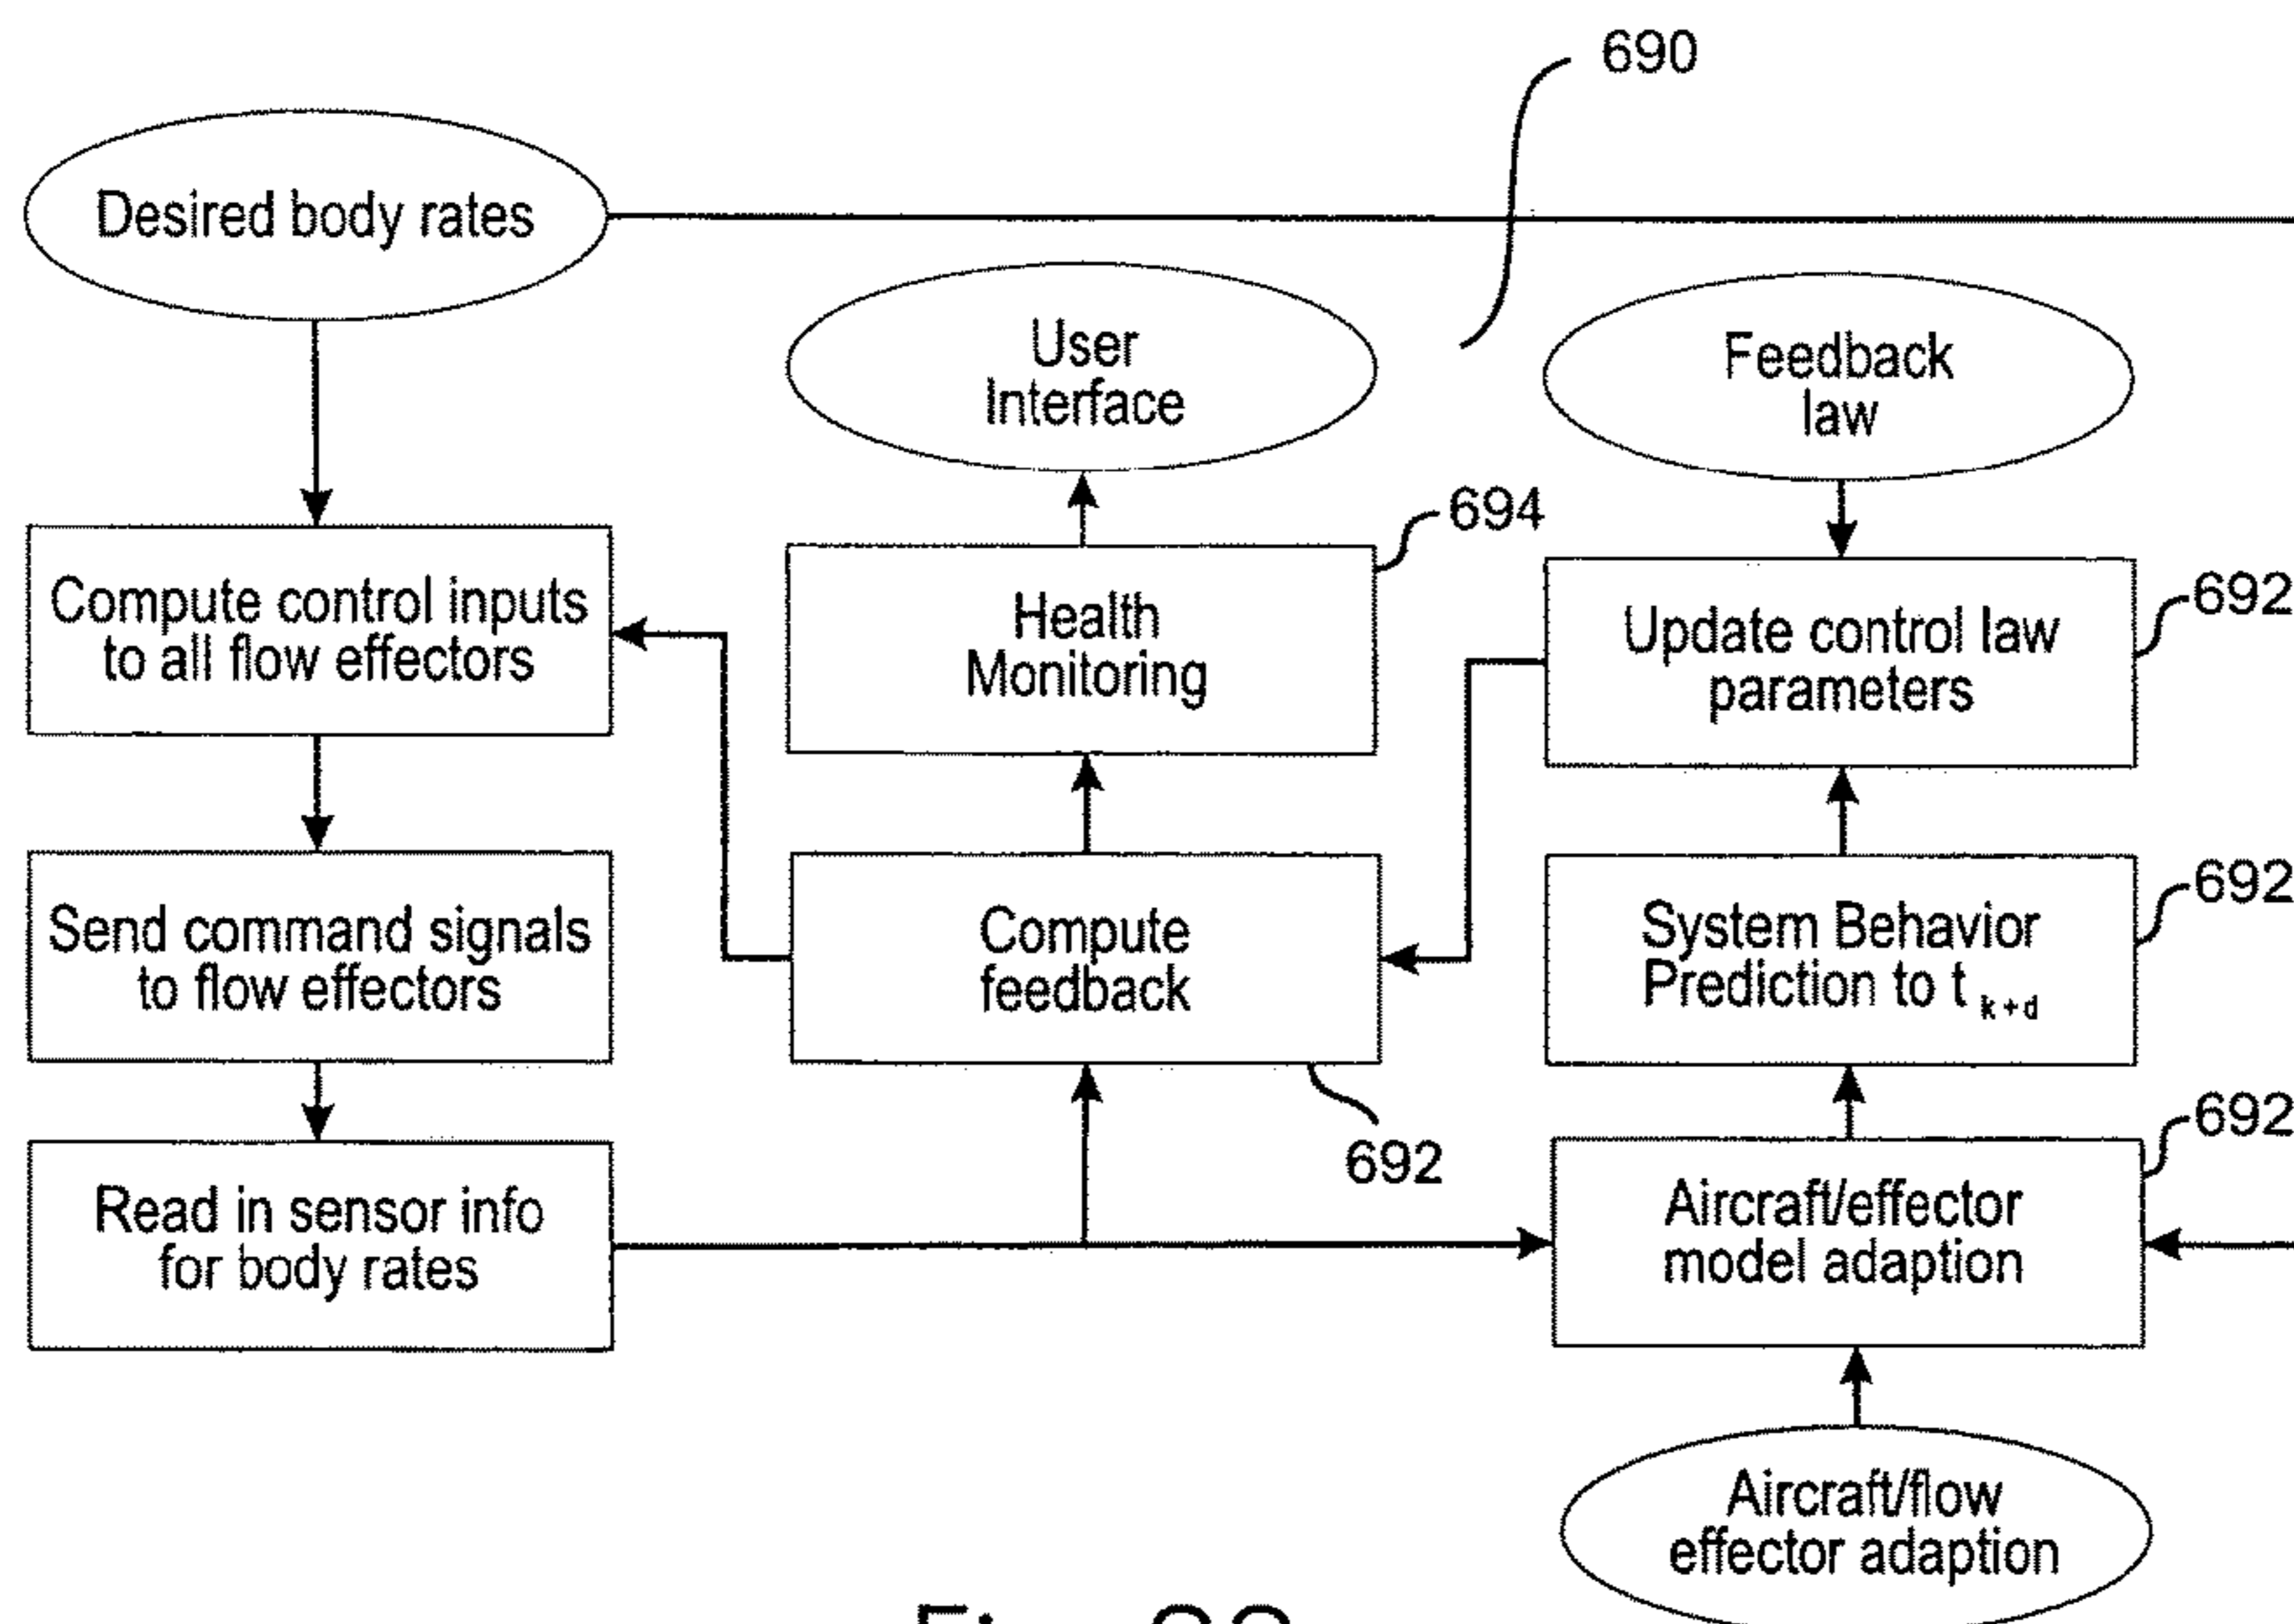 690
Desired body rates
User
Interface
Feedback
law
694
Compute control inputs
to all flow effectors
Health
Monitoring
Update control law
parameters
692
Send command signals
to flow effectors
Compute
feedback
System Behavior
Prediction to t k+d
692
692
Read in sensor info
for body rates
Aircraft/effector
model adaption
692
Aircraft/flow
effector adaption